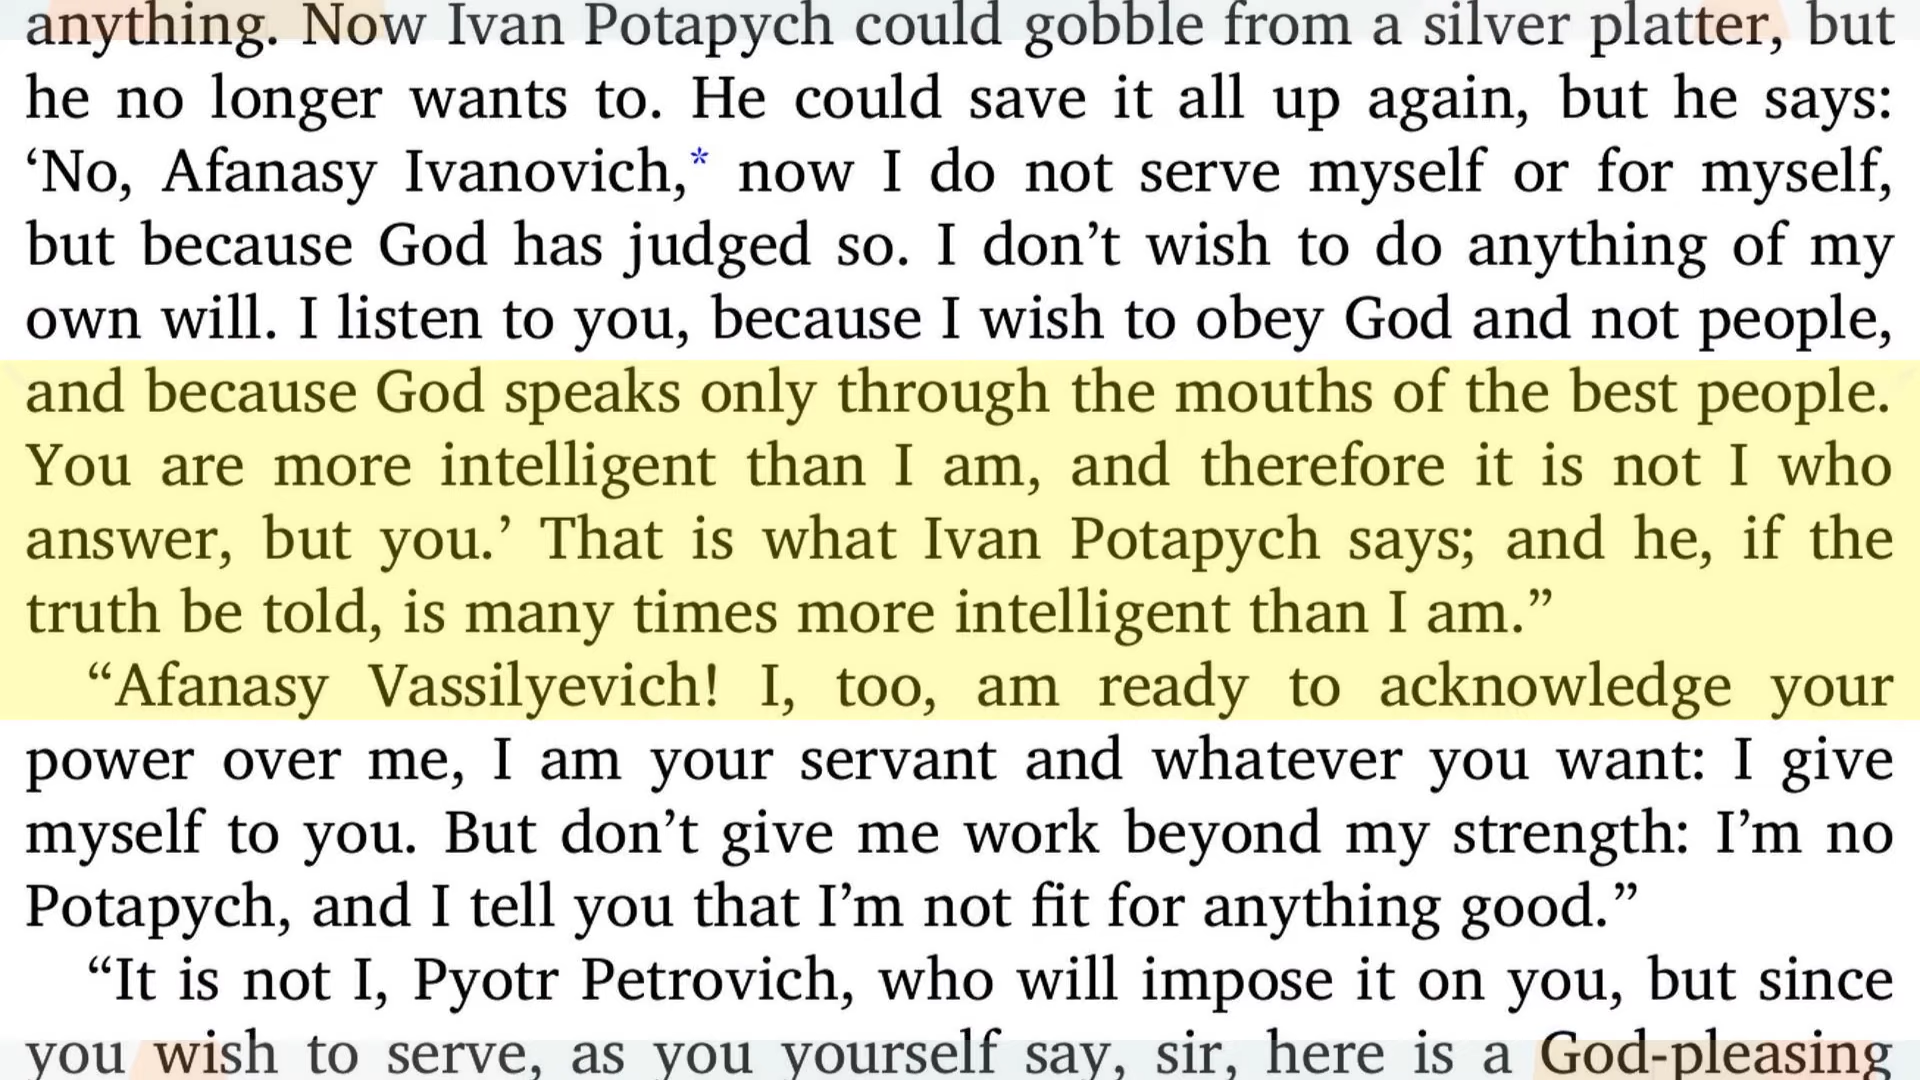 anything. Now Ivan Potapych could gobble from a silver platter, but
he no longer wants to. He could save it all up again, but he says:
‘No, Afanasy Ivanovich,* now I do not serve myself or for myself,
but because God has judged so. I don’t wish to do anything of my
own will. I listen to you, because I wish to obey God and not people,
and because God speaks only through the mouths of the best people.
You are more intelligent than I am, and therefore it is not I who
answer, but you.’ That is what Ivan Potapych says; and he, if the
truth be told, is many times more intelligent than I am.”
“Afanasy Vassilyevich! I, too, am ready to acknowledge your
power over me, I am your servant and whatever you want: I give
myself to you. But don’t give me work beyond my strength: I’m no
Potapych, and I tell you that I’m not fit for anything good.”
“It is not I, Pyotr Petrovich, who will impose it on you, but since
you wish to serve, as you yourself say, sir, here is a God-pleasing